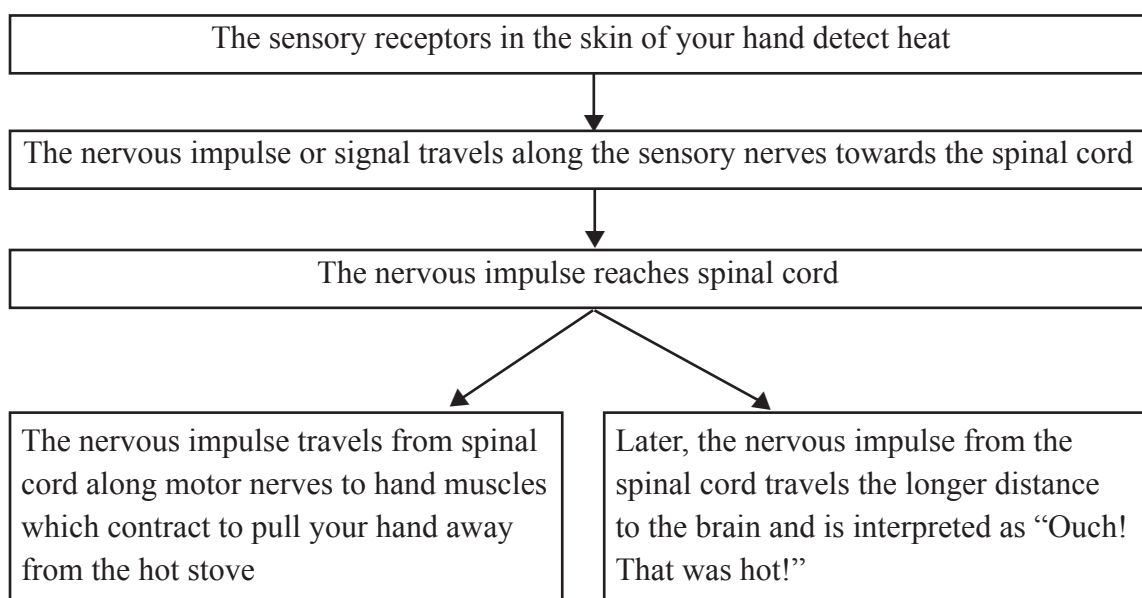 The sensory receptors in the skin of your hand detect heat
The nervous impulse or signal travels along the sensory nerves towards the spinal cord
The nervous impulse reaches spinal cord
The nervous impulse travels from spinal
cord along motor nerves to hand muscles
which contract to pull your hand away
from the hot stove
Later, the nervous impulse from the
spinal cord travels the longer distance
to the brain and is interpreted as “Ouch!
That was hot!”